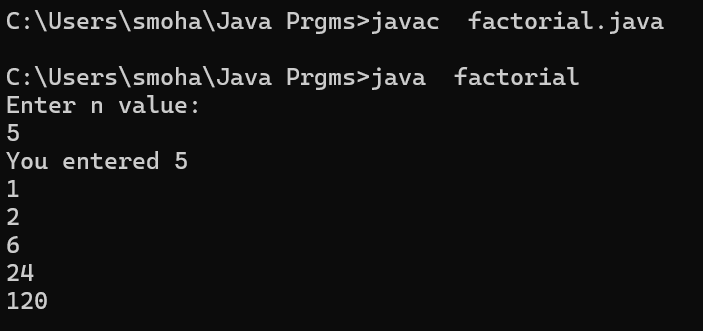 C:\Users\smoha\Java Prgms>javac  factorial.java
C:\Users\smoha\Java Prgms>java  factorial
Enter n value:
5
You entered 5
1
2
6
24
120